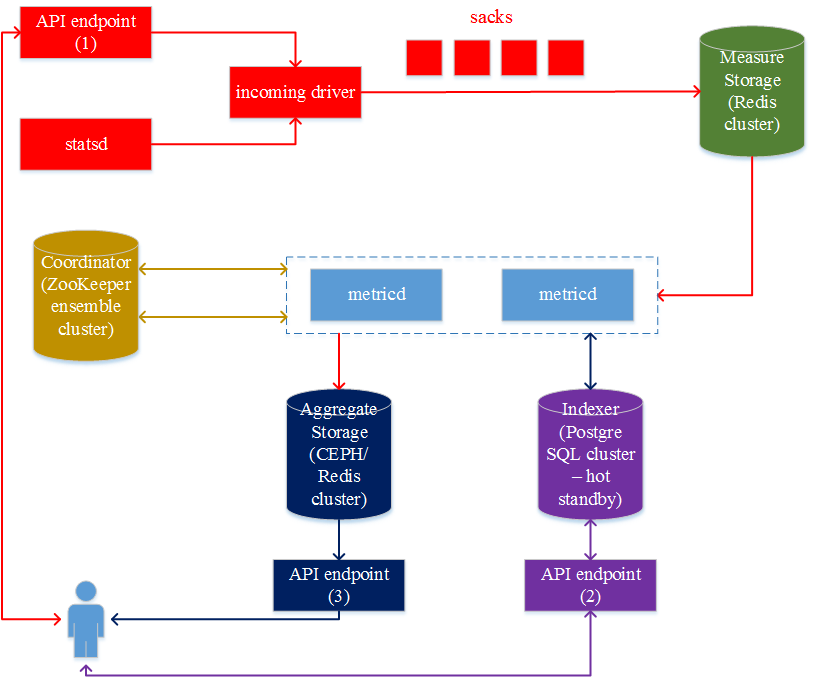 sacks
API endpoint
(1)
incoming driver
Measure
Storage
(Redis
cluster)
statsd
Coordinator
(ZooKeeper
ensemble
cluster)
metricd
metricd
Aggregate
Storage
(CEPH/
Redis
cluster)
Indexer
(Postgre
SQL cluster
– hot
standby)
API endpoint
(3)
API endpoint
(2)